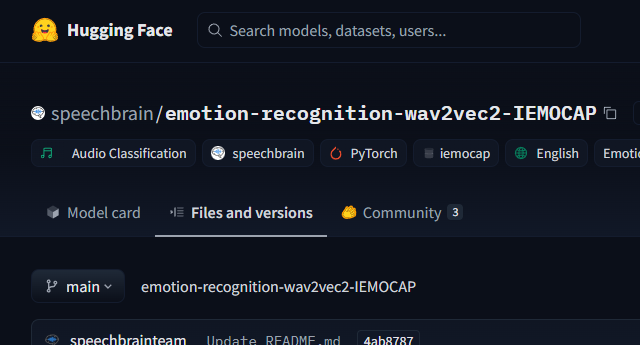 Hugging Face Search models, datasets, users...
speechbrain/emotion-recognition-wav2vec2-IEMOCAP
Audio Classification speechbrain PyTorch iemocap English Emotio
Model card Files and versions Community 3
main emotion-recognition-wav2vec2-IEMOCAP
speechbrainteam Update README.md 4ab8787